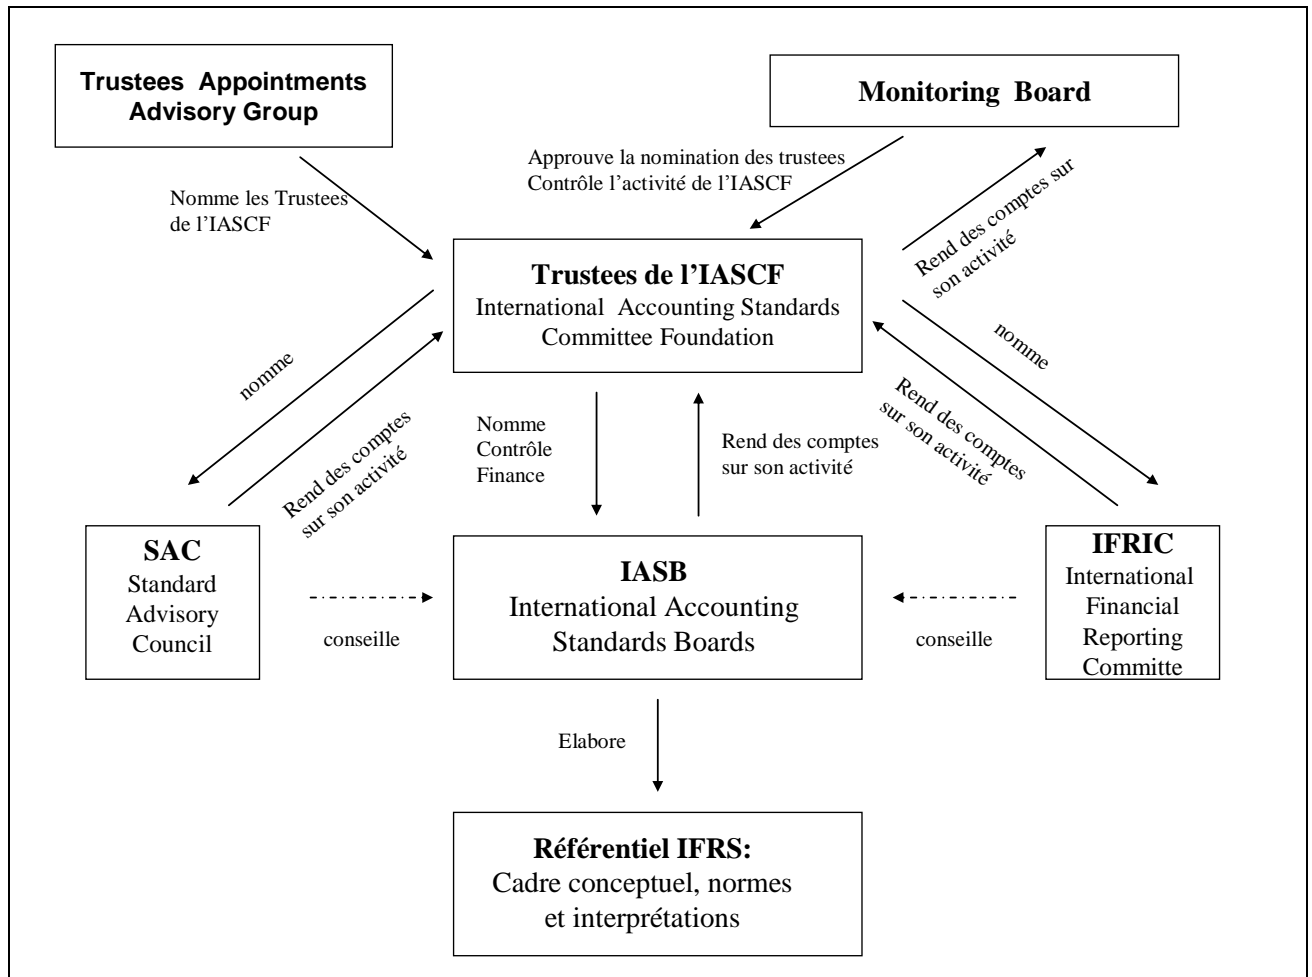 Trustees Appointments
Advisory Group
Monitoring Board
Approuve la nomination des trustees
Contrôle l'activité de l'IASCF
Nomme les Trustees
de l'IASCF
Rend des comptes sur
son activité
Trustees de l'IASCF
International Accounting Standards
Committee Foundation
nomme
Rend des comptes
sur son activité
Nomme
Contrôle
Finance
Rend des comptes
sur son activité
nomme
Rend des comptes
sur son activité
SAC
Standard
Advisory
Council
conseille
IASB
International Accounting
Standards Boards
conseille
IFRIC
International
Financial
Reporting
Committe
Elabore
Référentiel IFRS:
Cadre conceptuel, normes
et interprétations